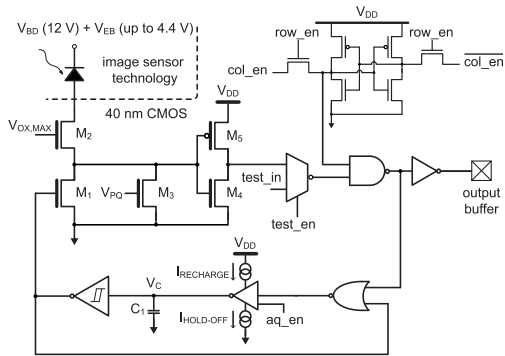 V_BD (12 V) + V_EB (up to 4.4 V)
image sensor
technology
40 nm CMOS
V_OX,MAX
M_2
V_DD
M_5
M_1
V_PQ
M_3
M_4
V_DD
row_en
row_en
col_en
col_en
test_in
test_en
output
buffer
V_DD
I_RECHARGE
V_C
C_1
I_HOLD-OFF
aq_en